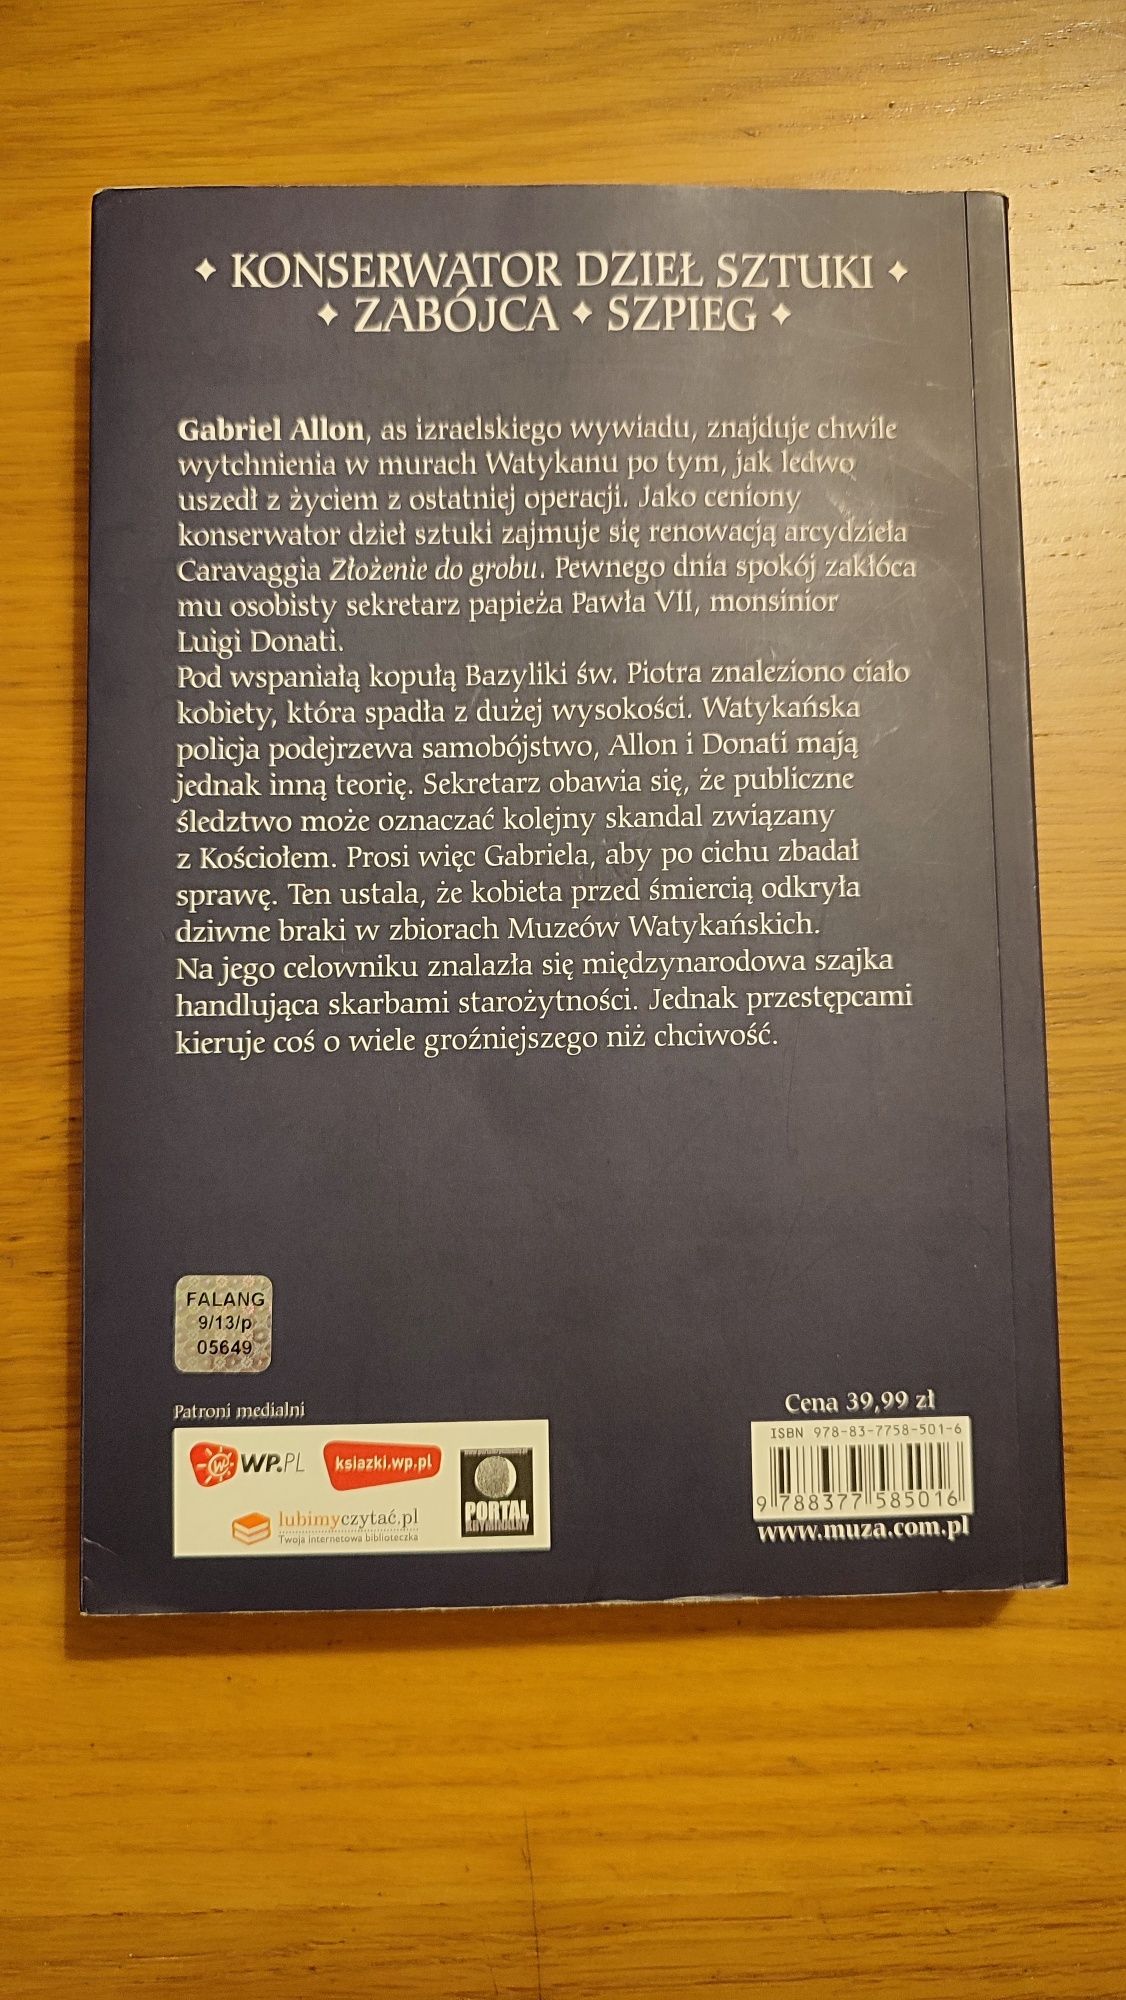 ✦ KONSERWATOR DZIEŁ SZTUKI ✦
✦ ZABÓJCA ✦ SZPIEG ✦
Gabriel Allon, as izraelskiego wywiadu, znajduje chwile
wytchnienia w murach Watykanu po tym, jak ledwo
uszedł z życiem z ostatniej operacji. Jako ceniony
konserwator dzieł sztuki zajmuje się renowacją arcydzieła
Caravaggia Złożenie do grobu. Pewnego dnia spokój zakłóca
mu osobisty sekretarz papieża Pawła VII, monsinior
Luigi Donati.
Pod wspaniałą kopułą Bazyliki św. Piotra znaleziono ciało
kobiety, która spadła z dużej wysokości. Watykańska
policja podejrzewa samobójstwo, Allon i Donati mają
jednak inną teorię. Sekretarz obawia się, że publiczne
śledztwo może oznaczać kolejny skandal związany
z Kościołem. Prosi więc Gabriela, aby po cichu zbadał
sprawę. Ten ustala, że kobieta przed śmiercią odkryła
dziwne braki w zbiorach Muzeów Watykańskich.
Na jego celowniku znalazła się międzynarodowa szajka
handlująca skarbami starożytności. Jednak przestępcami
kieruje coś o wiele groźniejszego niż chciwość.
FALANG
9/13/p
05649
Patroni medialni
WP.PL
ksiazki.wp.pl
PORTAL
KRYMINALNY
lubimyczytać.pl
Twoja internetowa biblioteczka
Cena 39,99 zł
ISBN 978-83-7758-501-6
9 788377 585016
www.muza.com.pl